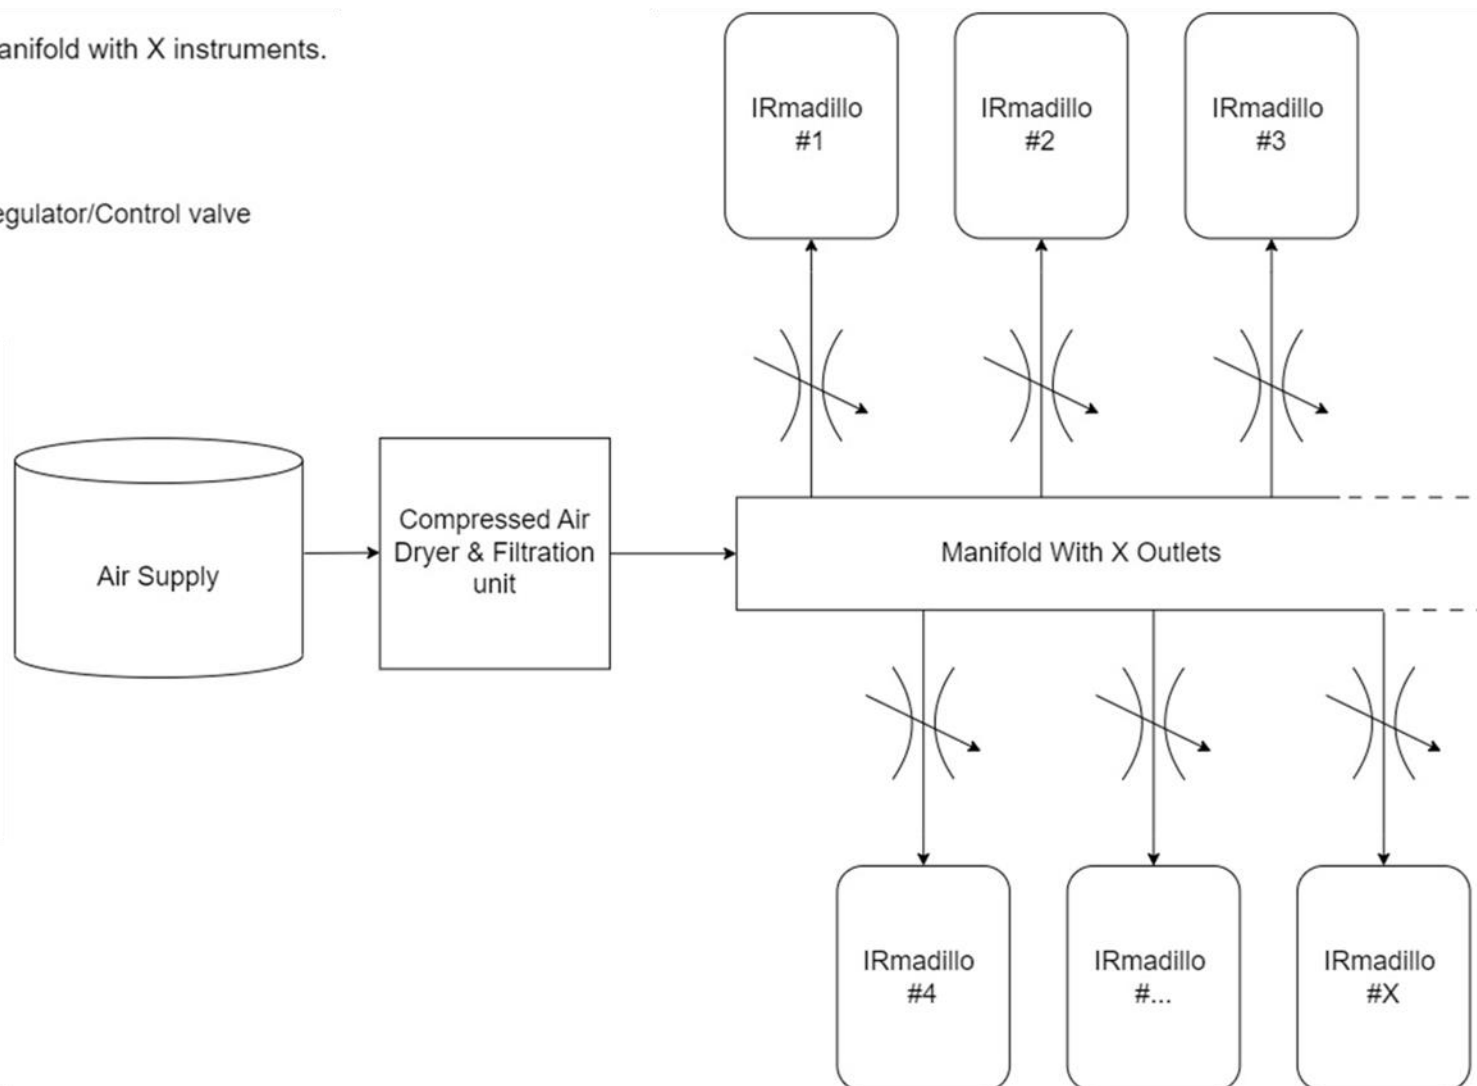 anifold with X instruments.
egulator/Control valve
IRmadillo
#1
IRmadillo
#2
IRmadillo
#3
Air Supply
Compressed Air
Dryer & Filtration
unit
Manifold With X Outlets
IRmadillo
#4
IRmadillo
#...
IRmadillo
#X